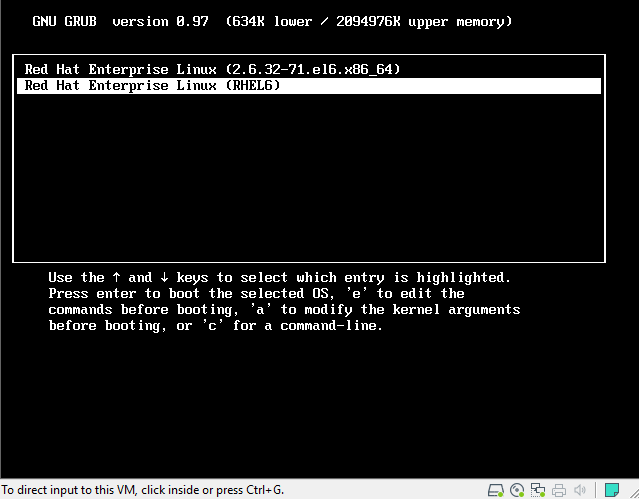 GNU GRUB  version 0.97  (634K lower / 2094976K upper memory)
Red Hat Enterprise Linux (2.6.32-71.el6.x86_64)
Red Hat Enterprise Linux (RHEL6)
Use the ↑ and ↓ keys to select which entry is highlighted.
Press enter to boot the selected OS, 'e' to edit the
commands before booting, 'a' to modify the kernel arguments
before booting, or 'c' for a command-line.
To direct input to this VM, click inside or press Ctrl+G.